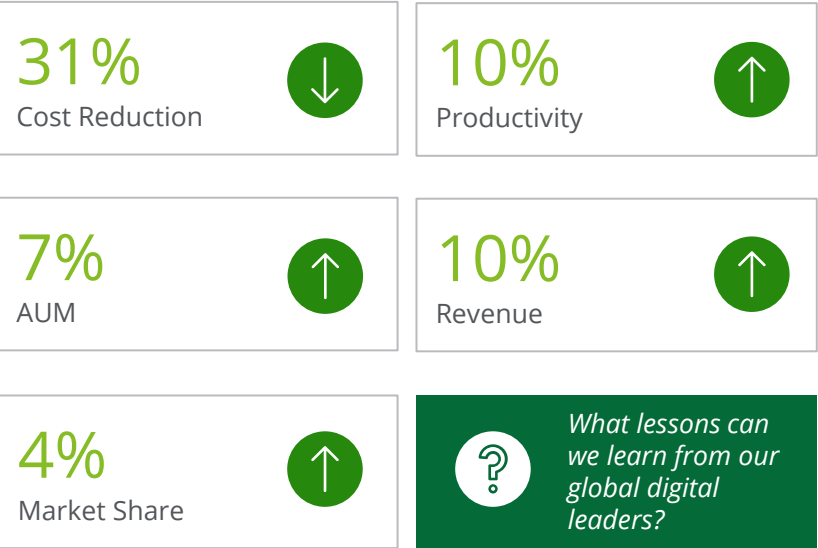 31%
Cost Reduction
10%
Productivity
7%
AUM
10%
Revenue
4%
Market Share
What lessons can
we learn from our
global digital
leaders?